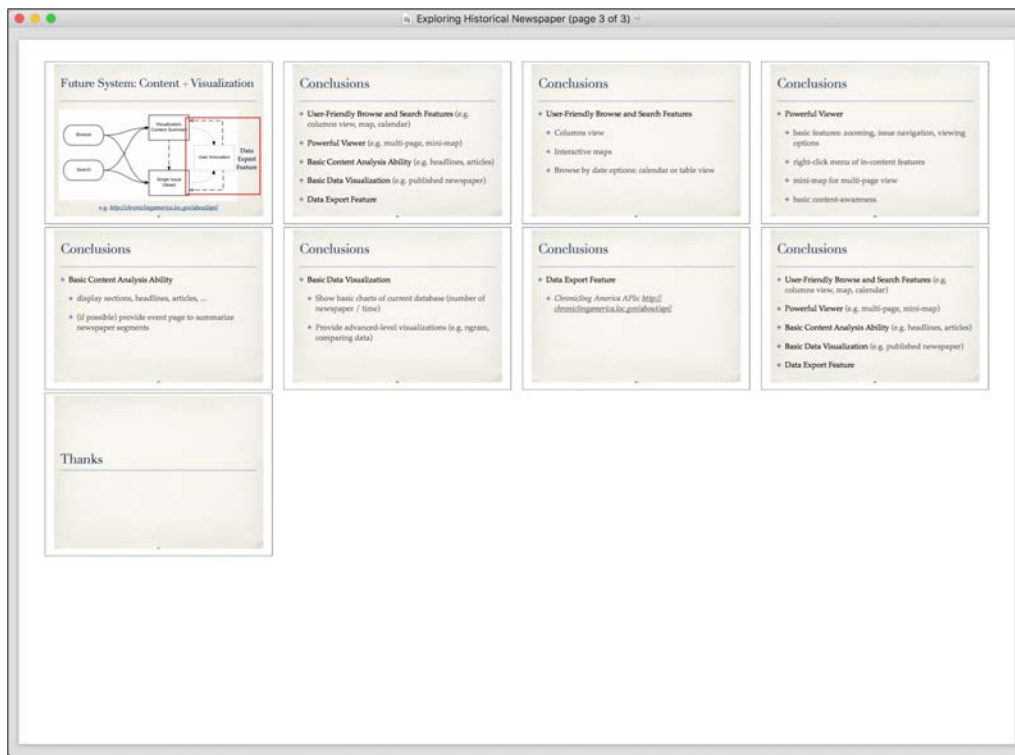 Exploring Historical Newspaper (page 3 of 3)
Future System: Content + Visualization
Browse
Search
Visualization:
Content Summary
Single Issue
Viewer
User Annotation
Data
Export
Feature
e.g. http://chroniclingamerica.loc.gov/about/api/
Conclusions
User-Friendly Browse and Search Features (e.g.
columns view, map, calendar)
Powerful Viewer (e.g. multi-page, mini-map)
Basic Content Analysis Ability (e.g. headlines, articles)
Basic Data Visualization (e.g. published newspaper)
Data Export Feature
Conclusions
User-Friendly Browse and Search Features
Columns view
Interactive maps
Browse by date options: calendar or table view
Conclusions
Powerful Viewer
basic features: zooming, issue navigation, viewing
options
right-click menu of in-content features
mini-map for multi-page view
basic content-awareness
Conclusions
Basic Content Analysis Ability
display sections, headlines, articles, ...
(if possible) provide event page to summarize
newspaper segments
Conclusions
Basic Data Visualization
Show basic charts of current database (number of
newspaper / time)
Provide advanced-level visualizations (e.g. ngram,
comparing data)
Conclusions
Data Export Feature
Chronicling America APIs: http://
chroniclingamerica.loc.gov/about/api/
Conclusions
User-Friendly Browse and Search Features (e.g.
columns view, map, calendar)
Powerful Viewer (e.g. multi-page, mini-map)
Basic Content Analysis Ability (e.g. headlines, articles)
Basic Data Visualization (e.g. published newspaper)
Data Export Feature
Thanks